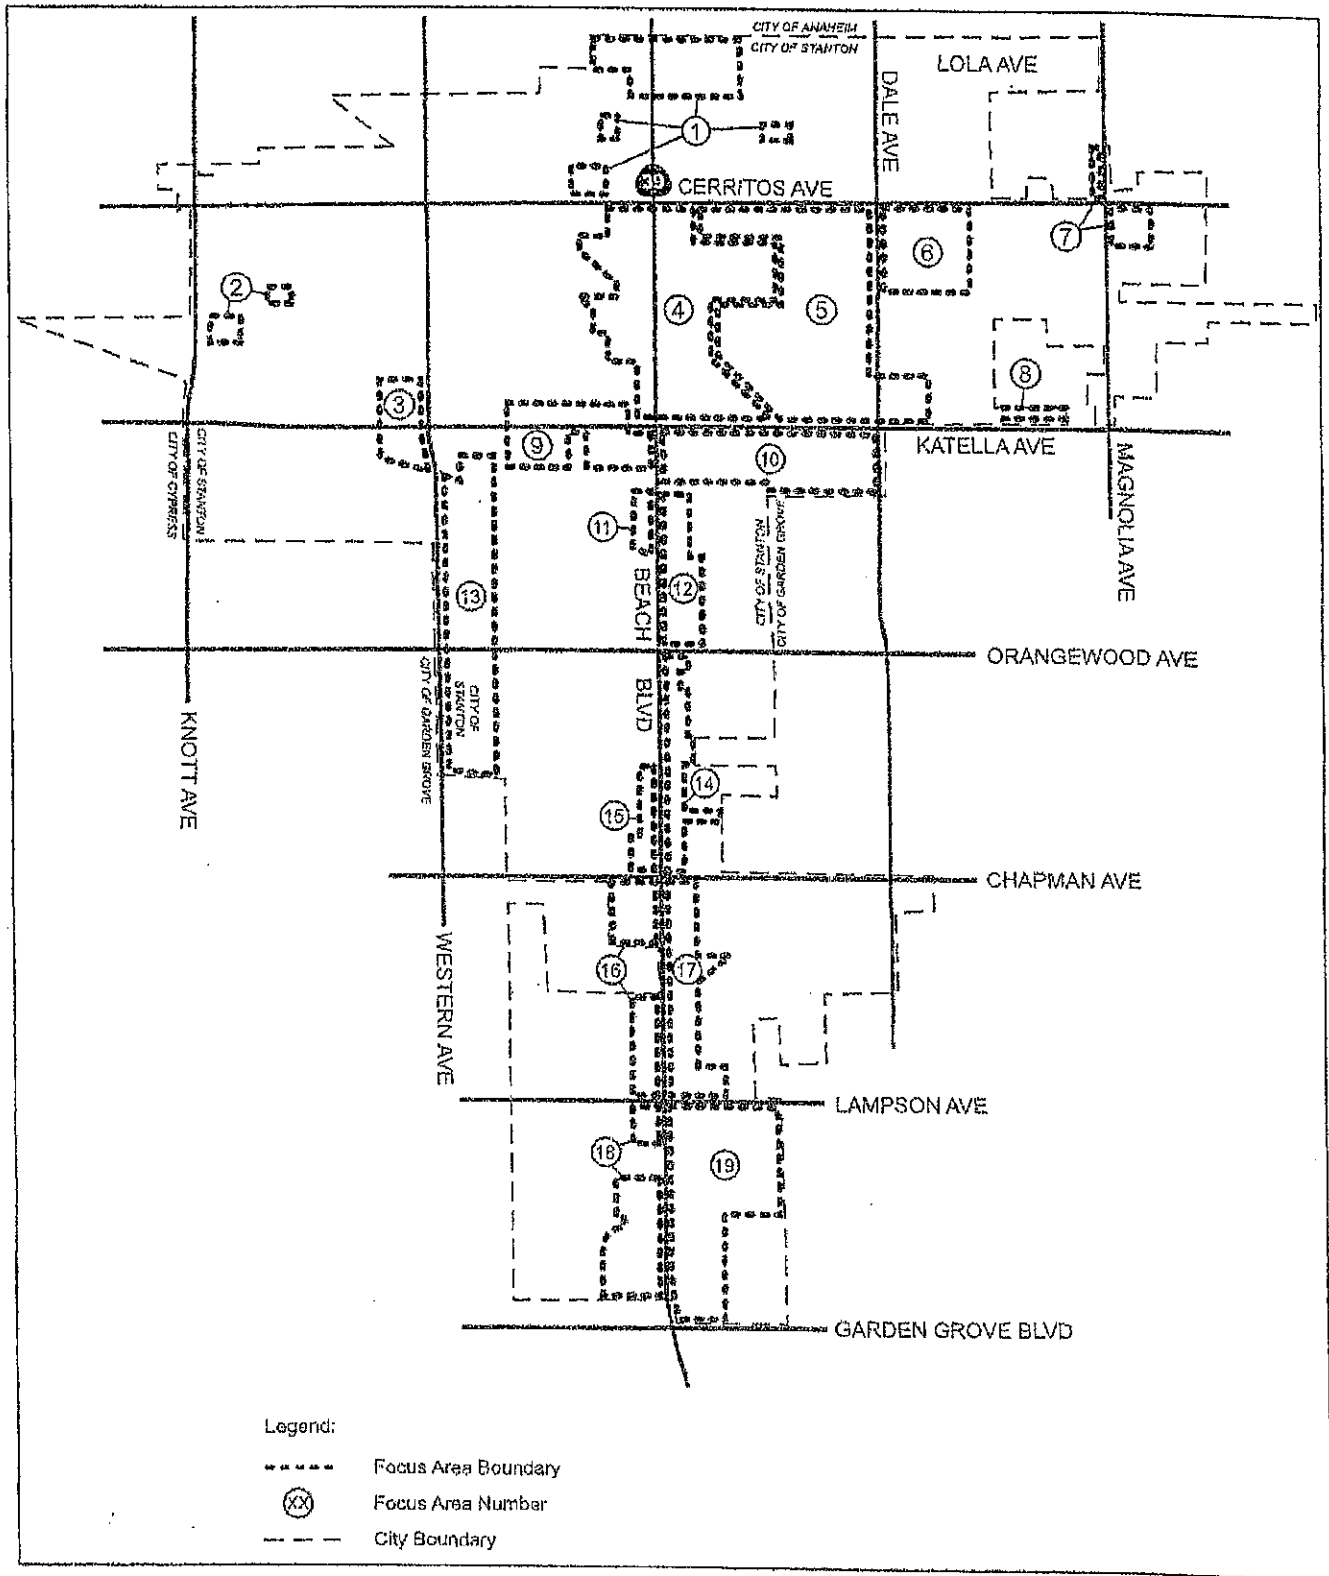 CITY OF ANAHEIM
CITY OF STANTON
LOLA AVE
DALE AVE
1
CERRITOS AVE
7
6
2
4
5
8
3
KATELLA AVE
9
10
CITY OF STANTON
CITY OF CYPRESS
MAGNOLIA AVE
11
12
BEACH BLVD
CITY OF STANTON
CITY OF GARDEN GROVE
13
ORANGEWOOD AVE
CITY OF
STANTON
CITY OF GARDEN GROVE
KNOTT AVE
14
15
CHAPMAN AVE
WESTERN AVE
16
17
LAMPSON AVE
18
19
GARDEN GROVE BLVD
Legend:
Focus Area Boundary
XX
Focus Area Number
City Boundary